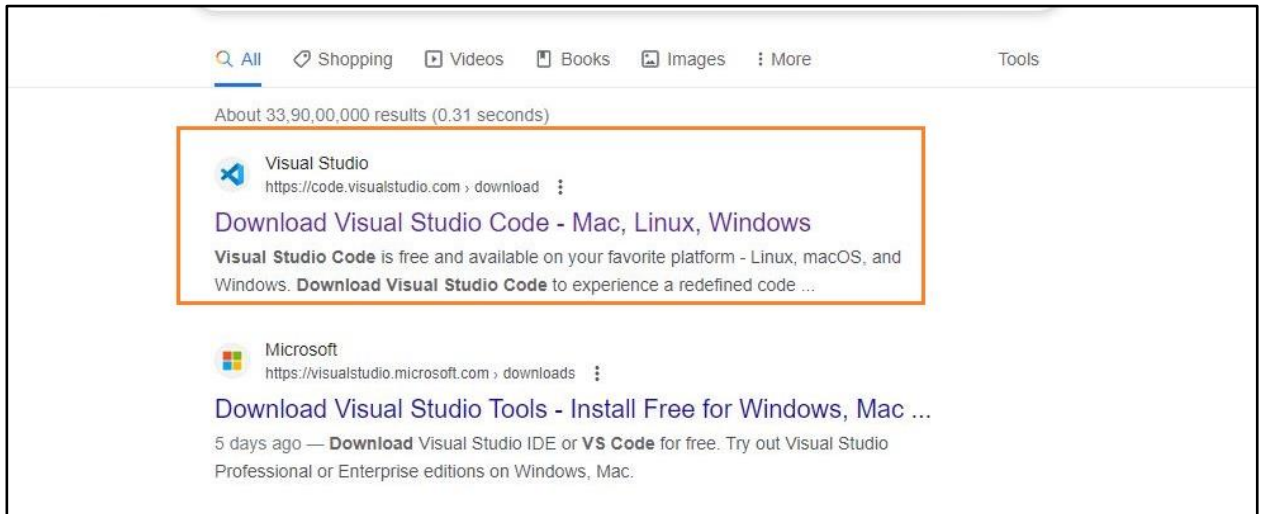 All Shopping Videos Books Images More Tools
About 33,90,00,000 results (0.31 seconds)
Visual Studio
https://code.visualstudio.com › download
Download Visual Studio Code - Mac, Linux, Windows
Visual Studio Code is free and available on your favorite platform - Linux, macOS, and
Windows. Download Visual Studio Code to experience a redefined code ...
Microsoft
https://visualstudio.microsoft.com › downloads
Download Visual Studio Tools - Install Free for Windows, Mac ...
5 days ago — Download Visual Studio IDE or VS Code for free. Try out Visual Studio
Professional or Enterprise editions on Windows, Mac.